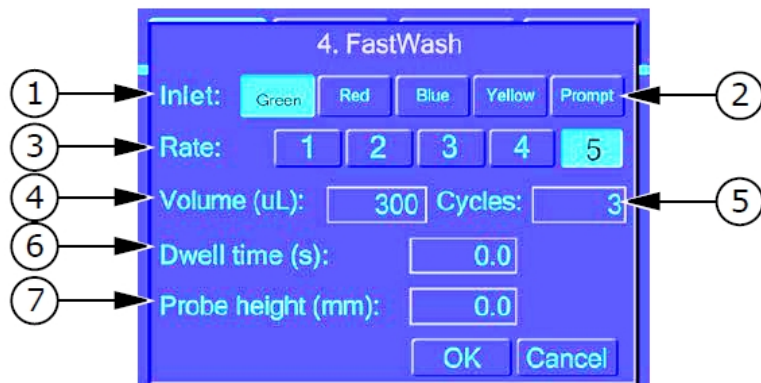 4. FastWash
1 Inlet: Green Red Blue Yellow Prompt 2
3 Rate: 1 2 3 4 5
4 Volume (uL): 300 Cycles: 3 5
6 Dwell time (s): 0.0
7 Probe height (mm): 0.0
OK Cancel